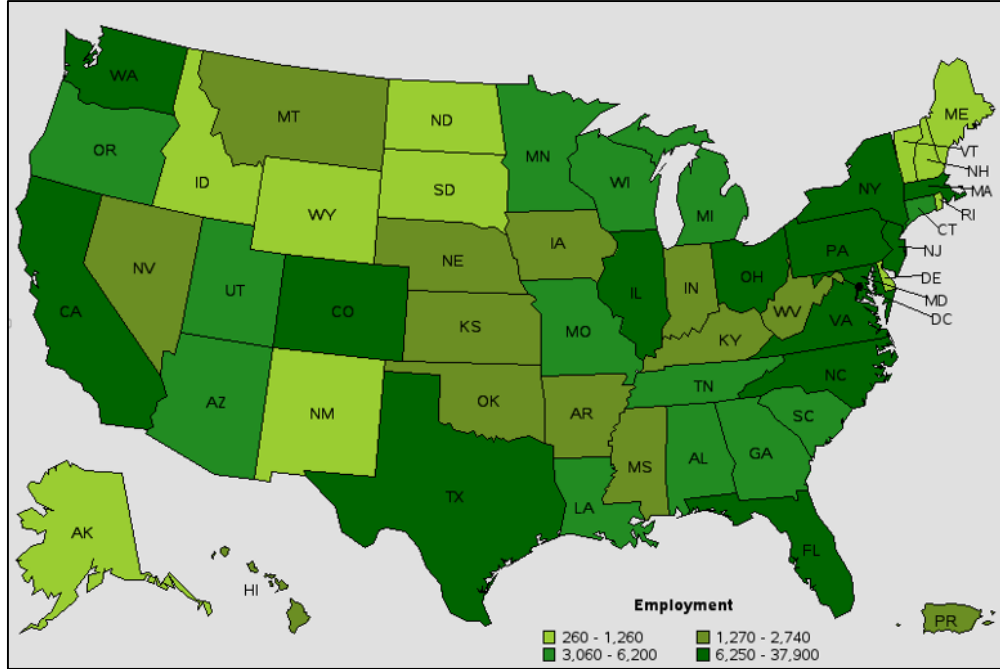 WA
MT
ND
MN
ME
VT
NH
MA
RI
CT
NJ
DE
MD
DC
OR
ID
WY
SD
WI
MI
NY
NV
UT
CO
NE
IA
IL
IN
OH
PA
CA
KS
MO
KY
WV
VA
AZ
NM
OK
AR
TN
NC
SC
TX
LA
MS
AL
GA
FL
AK
HI
PR
Employment
260 - 1,260
1,270 - 2,740
3,060 - 6,200
6,250 - 37,900